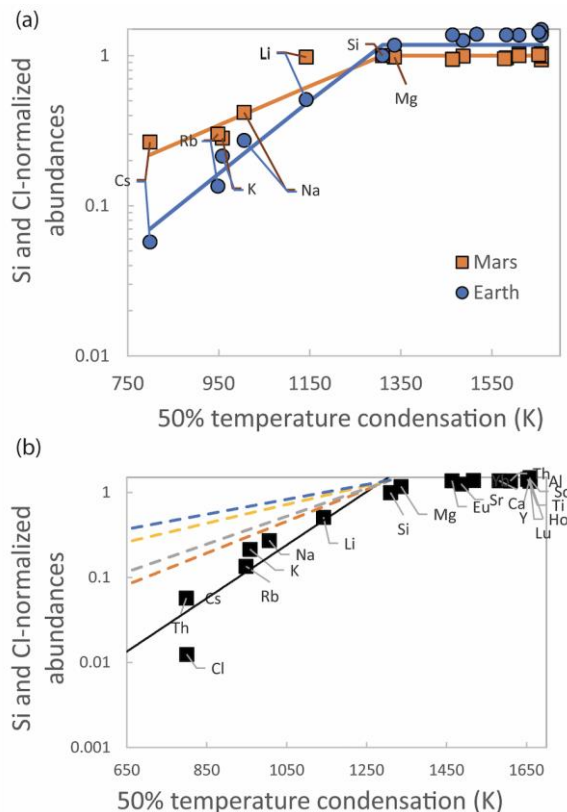 (a)
Si and Cl-normalized
abundances
1
0.1
0.01
Li
Si
Mg
Rb
Cs
K
Na
Mars
Earth
750
950
1150
1350
1550
50% temperature condensation (K)
(b)
Si and Cl-normalized
abundances
1
0.1
0.01
0.001
Th
Al
Sc
Sr
Ca
Ti
Eu
Y
Ho
Mg
Lu
Si
Li
Na
K
Rb
Cs
Th
Cl
650
850
1050
1250
1450
1650
50% temperature condensation (K)